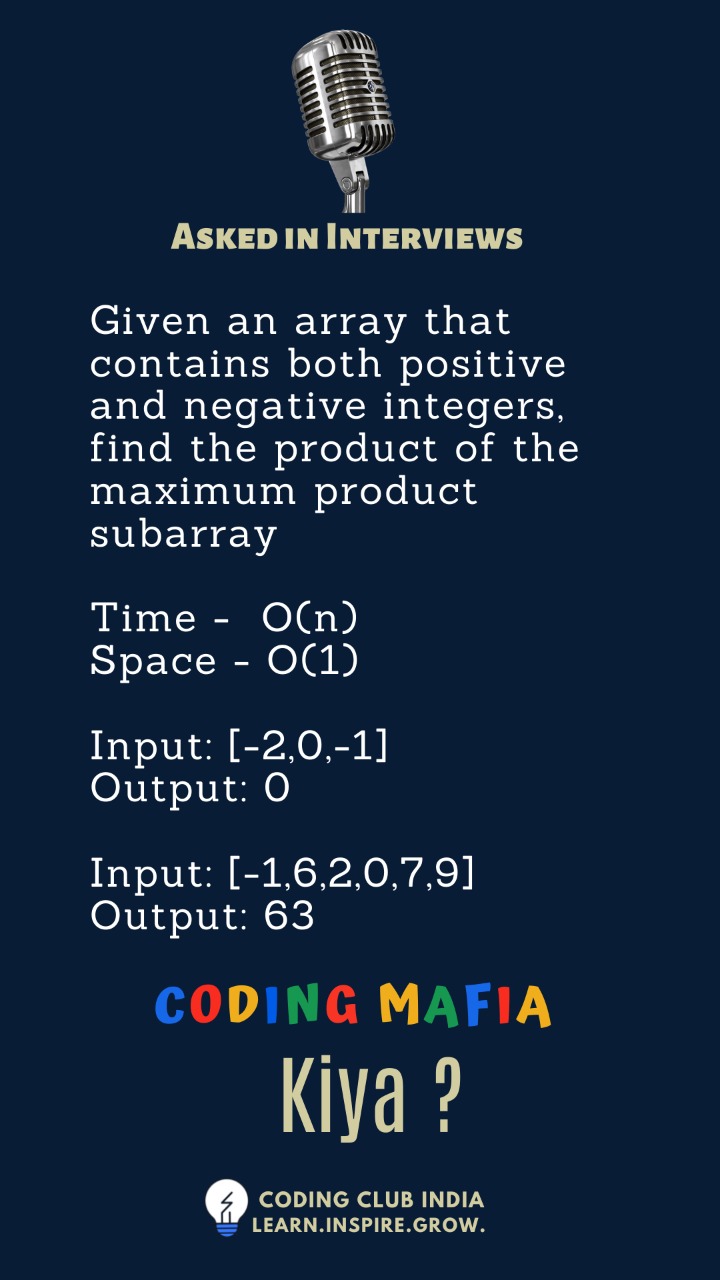 ASKED IN INTERVIEWS
Given an array that
contains both positive
and negative integers,
find the product of the
maximum product
subarray
Time -  O(n)
Space - O(1)
Input: [-2,0,-1]
Output: 0
Input: [-1,6,2,0,7,9]
Output: 63
CODING MAFIA
Kiya ?
CODING CLUB INDIA
LEARN.INSPIRE.GROW.